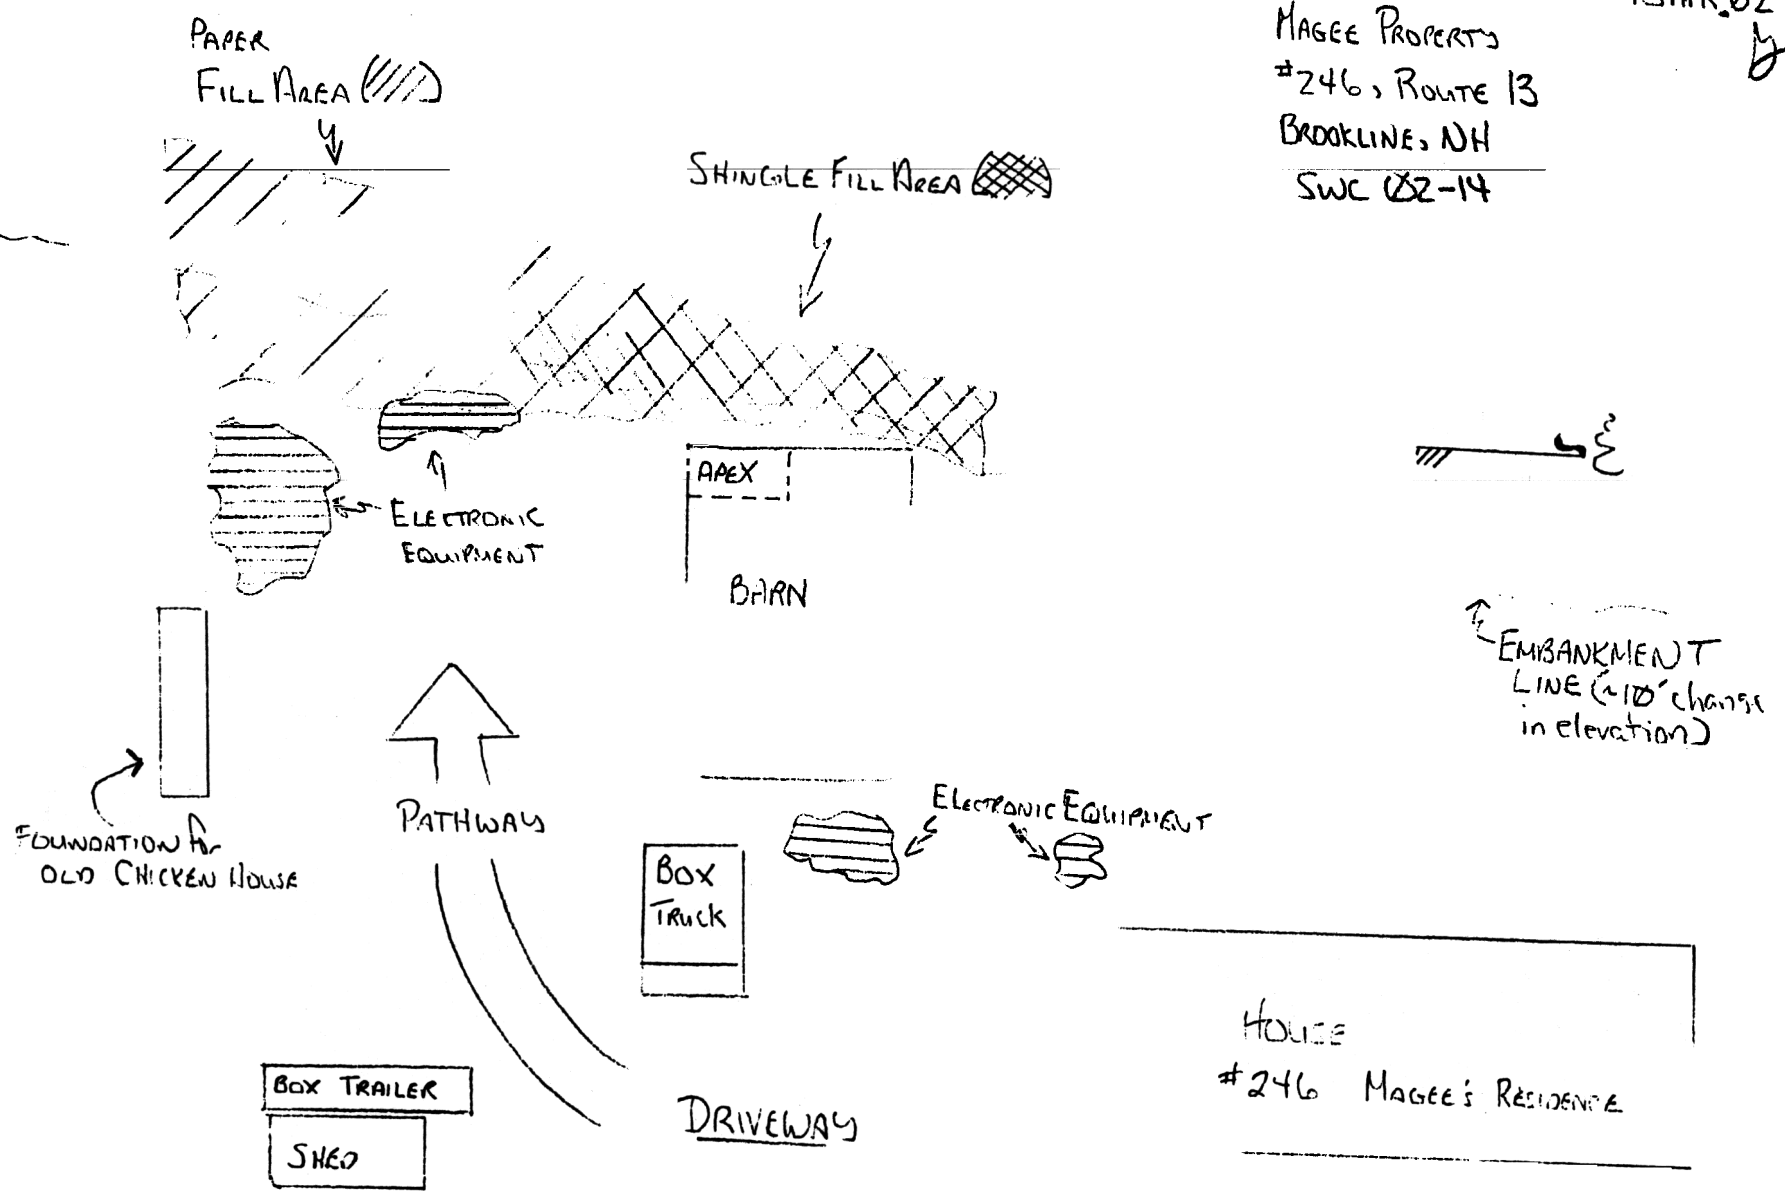 PAPER
FILL AREA
SHINGLE FILL AREA
MAGEE PROPERTY
#246, ROUTE 13
BROOKLINE, NH
SWC 02-14
APEX
ELECTRONIC
EQUIPMENT
BARN
EMBANKMENT
LINE (~10' change
in elevation)
PATHWAY
ELECTRONIC EQUIPMENT
FOUNDATION for
OLD CHICKEN HOUSE
BOX
TRUCK
HOUSE
#246 MAGEE'S RESIDENCE
BOX TRAILER
SHED
DRIVEWAY